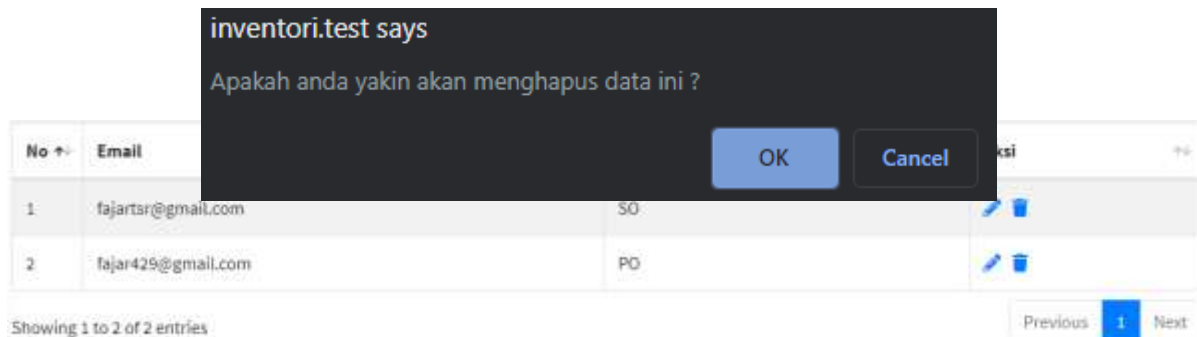 inventori.test says
Apakah anda yakin akan menghapus data ini ?
OK Cancel
No Email ksi
1 fajartsr@gmail.com SO
2 fajar429@gmail.com PO
Showing 1 to 2 of 2 entries
Previous 1 Next